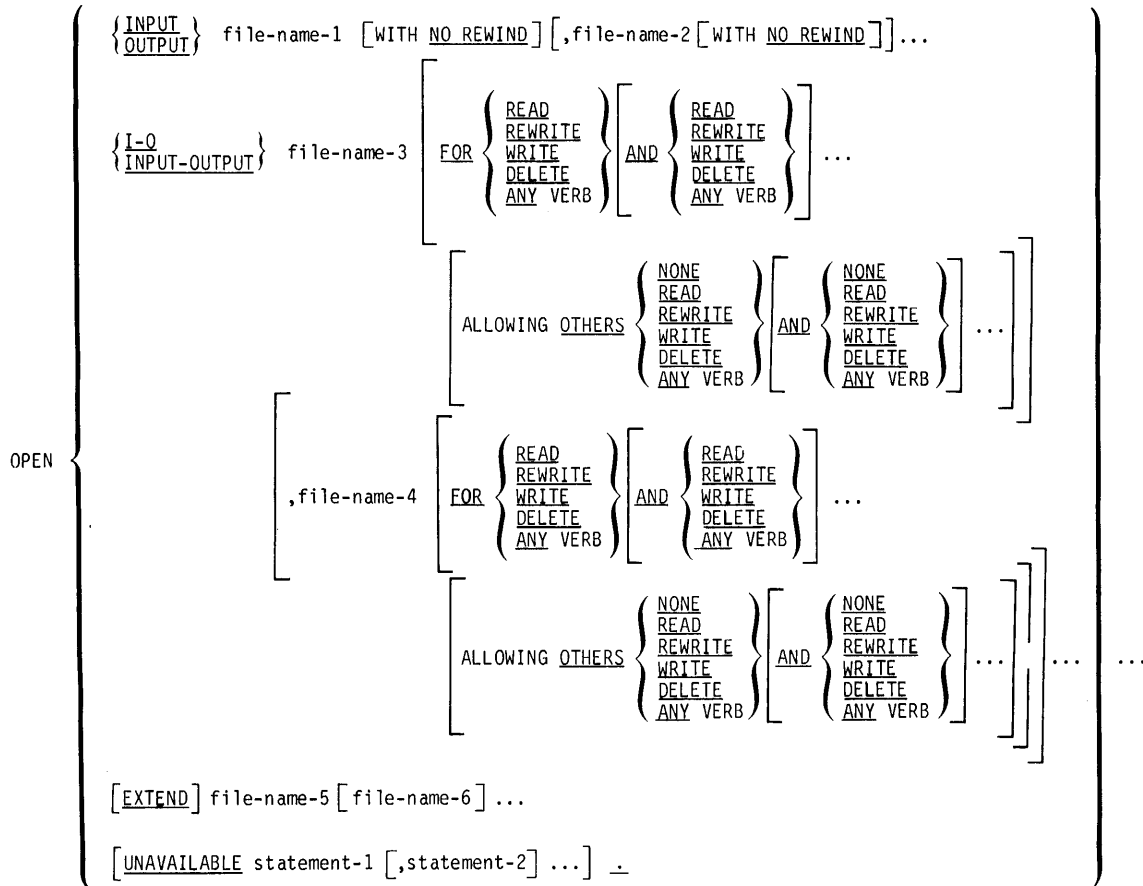 {INPUT
OUTPUT} file-name-1 [WITH NO REWIND] [,file-name-2 [WITH NO REWIND]]...
{I-O
INPUT-OUTPUT} file-name-3 [FOR {READ
REWRITE
WRITE
DELETE
ANY VERB} [AND {READ
REWRITE
WRITE
DELETE
ANY VERB}] ...
[ALLOWING OTHERS {NONE
READ
REWRITE
WRITE
DELETE
ANY VERB} [AND {NONE
READ
REWRITE
WRITE
DELETE
ANY VERB}] ...]]
OPEN {
[,file-name-4 [FOR {READ
REWRITE
WRITE
DELETE
ANY VERB} [AND {READ
REWRITE
WRITE
DELETE
ANY VERB}] ...
[ALLOWING OTHERS {NONE
READ
REWRITE
WRITE
DELETE
ANY VERB} [AND {NONE
READ
REWRITE
WRITE
DELETE
ANY VERB}] ...]]] ... } ...
[EXTEND] file-name-5 [file-name-6] ...
[UNAVAILABLE statement-1 [,statement-2] ...] .